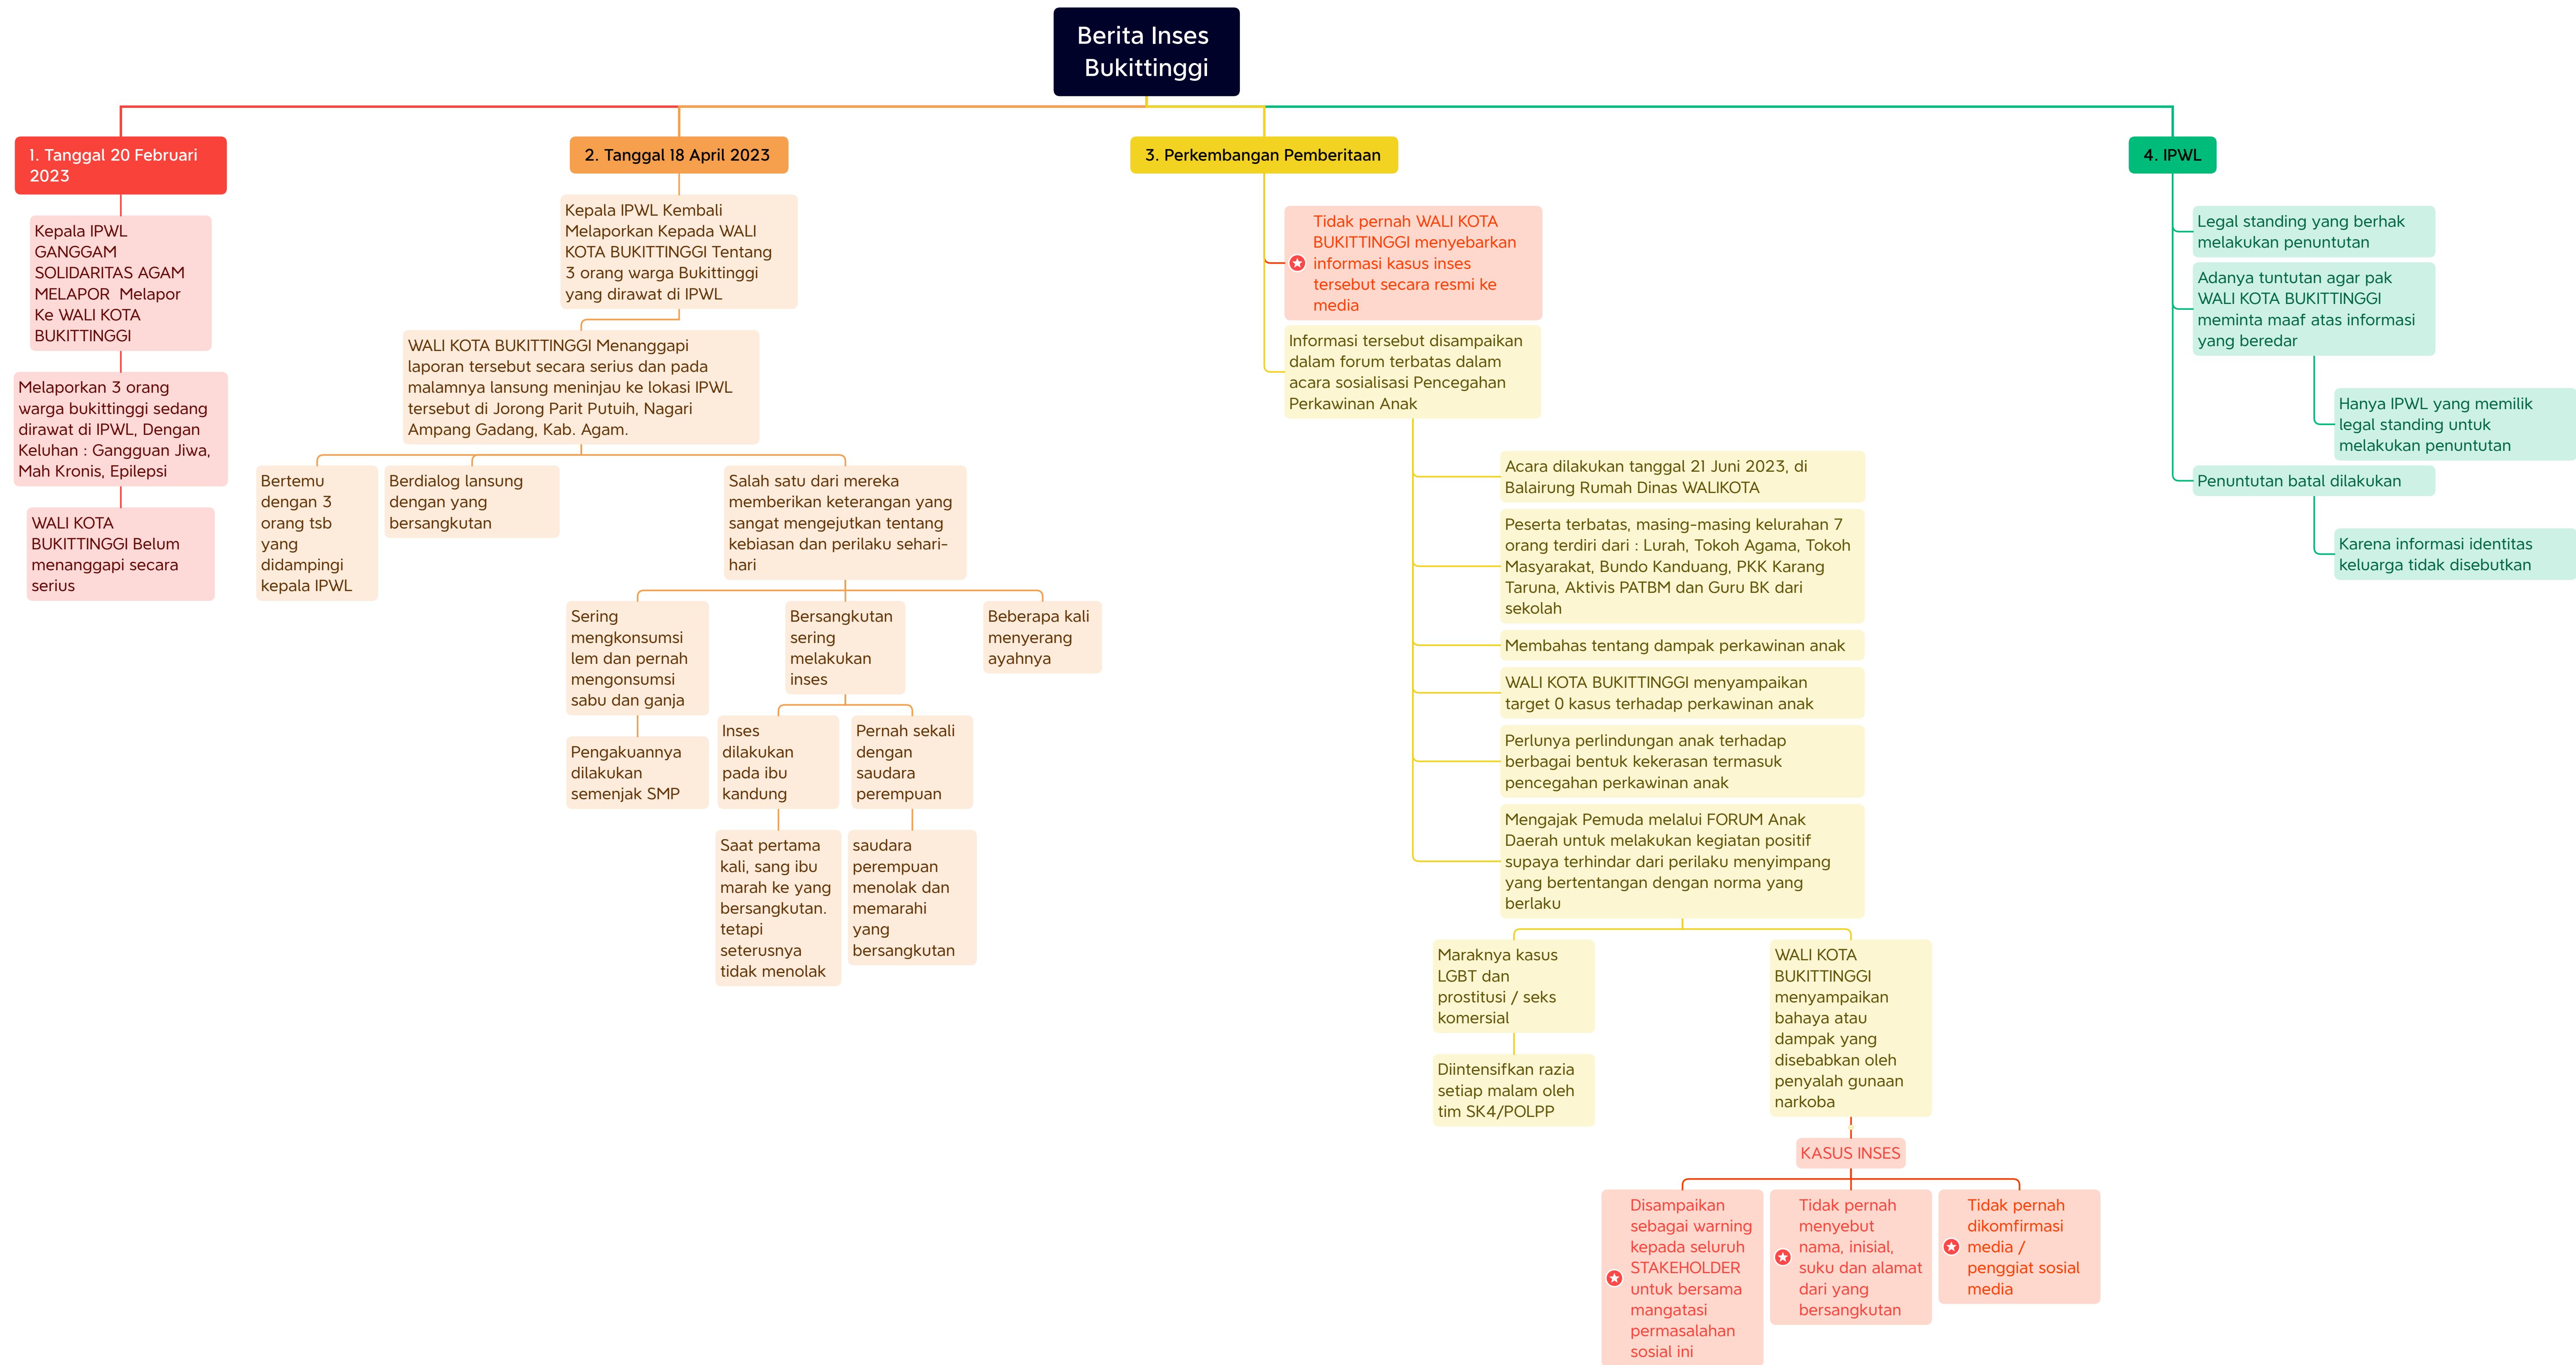 Berita Inses
Bukittinggi
1. Tanggal 20 Februari
2023
Kepala IPWL
GANGGAM
SOLIDARITAS AGAM
MELAPOR Melapor
Ke WALI KOTA
BUKITTINGGI
Melaporkan 3 orang
warga bukittinggi sedang
dirawat di IPWL, Dengan
Keluhan : Gangguan Jiwa,
Mah Kronis, Epilepsi
WALI KOTA
BUKITTINGGI Belum
menanggapi secara
serius
2. Tanggal 18 April 2023
Kepala IPWL Kembali
Melaporkan Kepada WALI
KOTA BUKITTINGGI Tentang
3 orang warga Bukittinggi
yang dirawat di IPWL
WALI KOTA BUKITTINGGI Menanggapi
laporan tersebut secara serius dan pada
malamnya lansung meninjau ke lokasi IPWL
tersebut di Jorong Parit Putuih, Nagari
Ampang Gadang, Kab. Agam.
Bertemu
dengan 3
orang tsb
yang
didampingi
kepala IPWL
Berdialog lansung
dengan yang
bersangkutan
Salah satu dari mereka
memberikan keterangan yang
sangat mengejutkan tentang
kebiasan dan perilaku sehari-
hari
Sering
mengkonsumsi
lem dan pernah
mengonsumsi
sabu dan ganja
Pengakuannya
dilakukan
semenjak SMP
Bersangkutan
sering
melakukan
inses
Inses
dilakukan
pada ibu
kandung
Saat pertama
kali, sang ibu
marah ke yang
bersangkutan.
tetapi
seterusnya
tidak menolak
Pernah sekali
dengan
saudara
perempuan
saudara
perempuan
menolak dan
memarahi
yang
bersangkutan
Beberapa kali
menyerang
ayahnya
3. Perkembangan Pemberitaan
Tidak pernah WALI KOTA
BUKITTINGGI menyebarkan
informasi kasus inses
tersebut secara resmi ke
media
Informasi tersebut disampaikan
dalam forum terbatas dalam
acara sosialisasi Pencegahan
Perkawinan Anak
Acara dilakukan tanggal 21 Juni 2023, di
Balairung Rumah Dinas WALIKOTA
Peserta terbatas, masing-masing kelurahan 7
orang terdiri dari : Lurah, Tokoh Agama, Tokoh
Masyarakat, Bundo Kanduang, PKK Karang
Taruna, Aktivis PATBM dan Guru BK dari
sekolah
Membahas tentang dampak perkawinan anak
WALI KOTA BUKITTINGGI menyampaikan
target 0 kasus terhadap perkawinan anak
Perlunya perlindungan anak terhadap
berbagai bentuk kekerasan termasuk
pencegahan perkawinan anak
Mengajak Pemuda melalui FORUM Anak
Daerah untuk melakukan kegiatan positif
supaya terhindar dari perilaku menyimpang
yang bertentangan dengan norma yang
berlaku
Maraknya kasus
LGBT dan
prostitusi / seks
komersial
Diintensifkan razia
setiap malam oleh
tim SK4/POLPP
WALI KOTA
BUKITTINGGI
menyampaikan
bahaya atau
dampak yang
disebabkan oleh
penyalah gunaan
narkoba
KASUS INSES
Disampaikan
sebagai warning
kepada seluruh
STAKEHOLDER
untuk bersama
mangatasi
permasalahan
sosial ini
Tidak pernah
menyebut
nama, inisial,
suku dan alamat
dari yang
bersangkutan
Tidak pernah
dikomfirmasi
media /
penggiat sosial
media
4. IPWL
Legal standing yang berhak
melakukan penuntutan
Adanya tuntutan agar pak
WALI KOTA BUKITTINGGI
meminta maaf atas informasi
yang beredar
Hanya IPWL yang memilik
legal standing untuk
melakukan penuntutan
Penuntutan batal dilakukan
Karena informasi identitas
keluarga tidak disebutkan